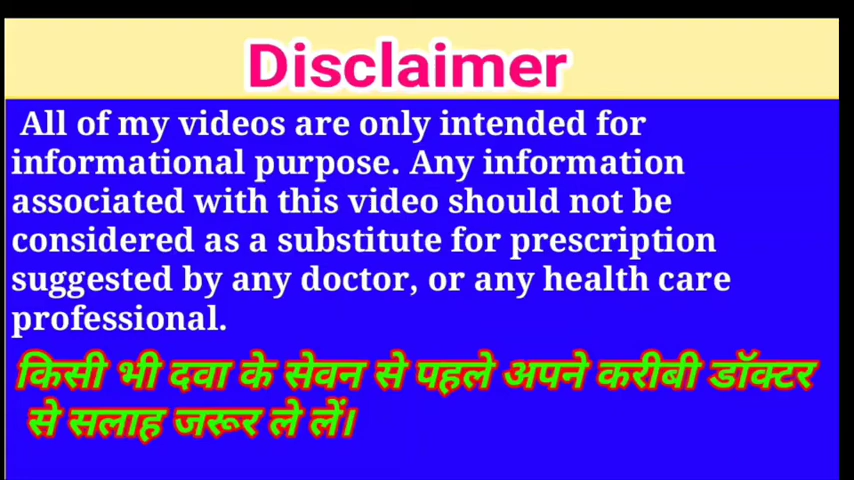 Disclaimer
All of my videos are only intended for
informational purpose. Any information
associated with this video should not be
considered as a substitute for prescription
suggested by any doctor, or any health care
professional.
किसी भी दवा के सेवन से पहले अपने करीबी डॉक्टर
से सलाह जरूर ले लें।